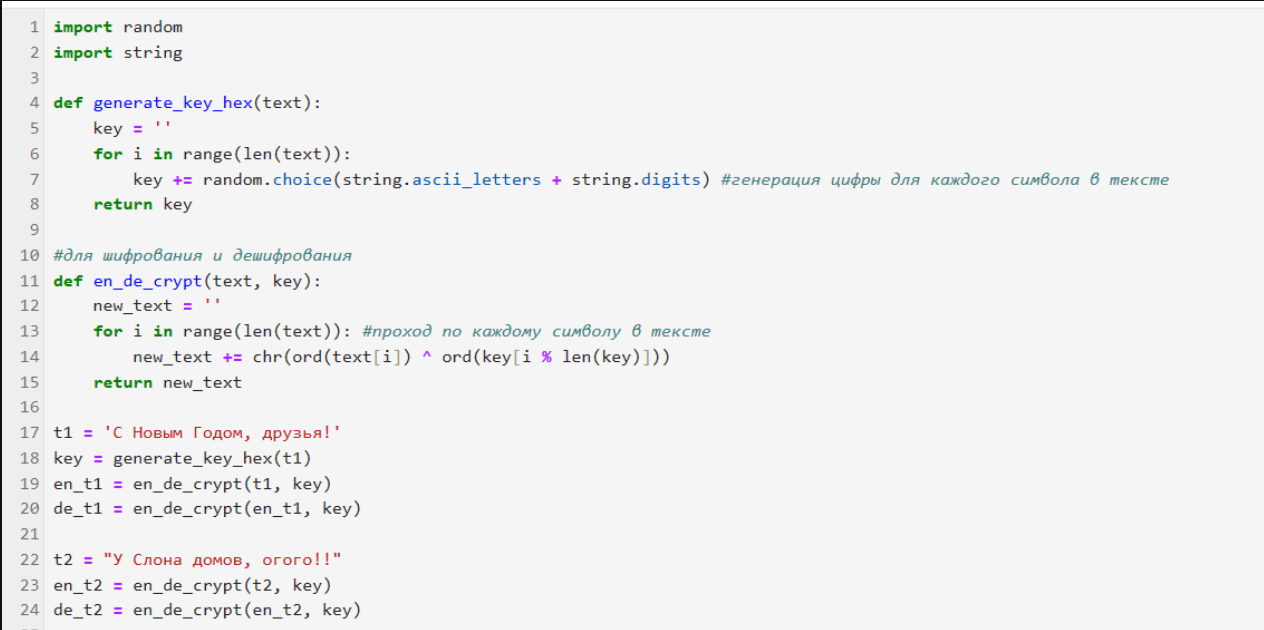 1 import random
2 import string
3
4 def generate_key_hex(text):
5     key = ''
6     for i in range(len(text)):
7         key += random.choice(string.ascii_letters + string.digits) #генерация цифры для каждого символа в тексте
8     return key
9
10 #для шифрования и дешифрования
11 def en_de_crypt(text, key):
12     new_text = ''
13     for i in range(len(text)): #проход по каждому символу в тексте
14         new_text += chr(ord(text[i]) ^ ord(key[i % len(key)]))
15     return new_text
16
17 t1 = 'С Новым Годом, друзья!'
18 key = generate_key_hex(t1)
19 en_t1 = en_de_crypt(t1, key)
20 de_t1 = en_de_crypt(en_t1, key)
21
22 t2 = "У Слона домов, огого!!"
23 en_t2 = en_de_crypt(t2, key)
24 de_t2 = en_de_crypt(en_t2, key)